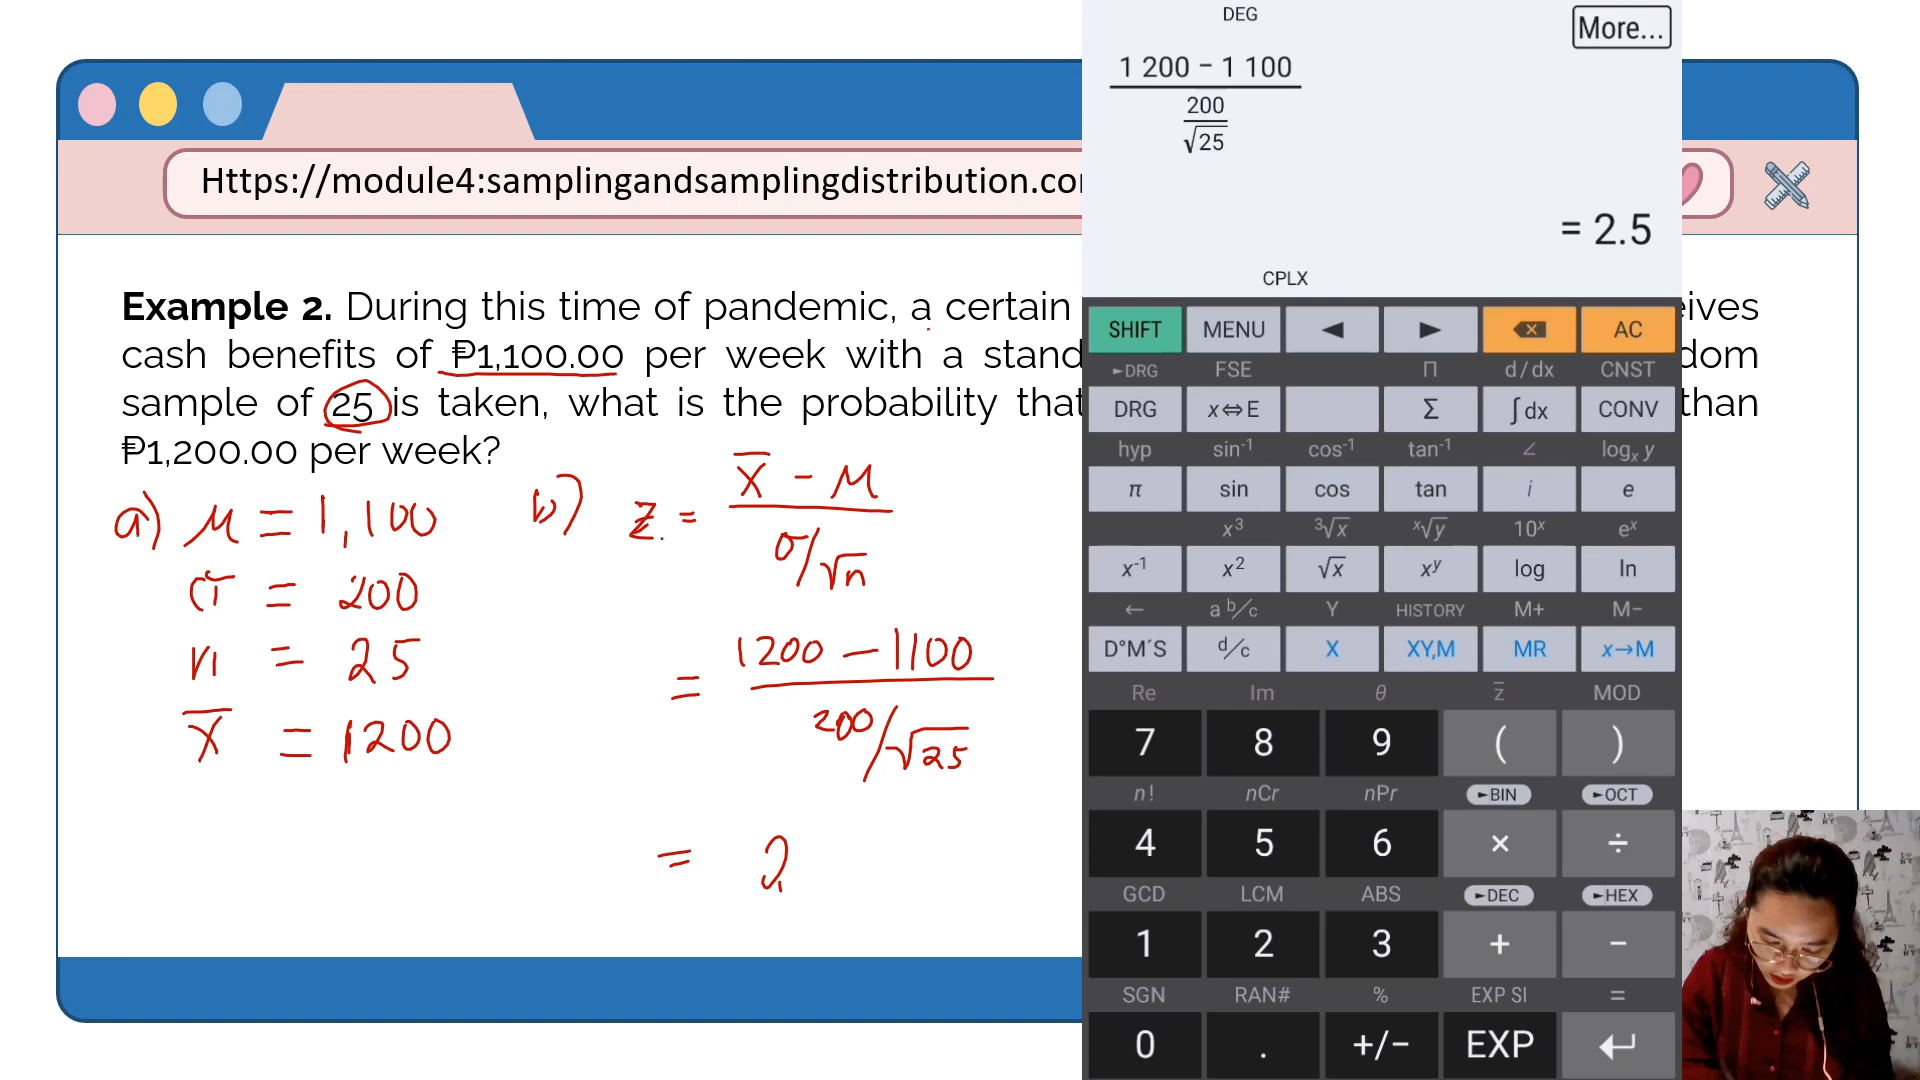 Https://module4:samplingandsamplingdistribution.co
Example 2. During this time of pandemic, a certain
cash benefits of ₱1,100.00 per week with a stand
dom
sample of 25 is taken, what is the probability that
than
₱1,200.00 per week?
a) μ = 1,100
σ = 200
n = 25
x̄ = 1200
b) z = x̄ - μ
σ/√n
= 1200 - 1100
200/√25
= 2
DEG
More...
1 200 − 1 100
200
√25
= 2.5
CPLX
SHIFT MENU ◄ ► AC
►DRG FSE Π d/dx CNST
DRG x⇔E Σ ∫dx CONV
hyp sin⁻¹ cos⁻¹ tan⁻¹ ∠ logₓ y
π sin cos tan i e
x³ ³√x ˣ√y 10ˣ eˣ
x⁻¹ x² √x xʸ log ln
← a b/c Y HISTORY M+ M−
D°M´S d/c X XY,M MR x→M
Re Im θ z̄ MOD
7 8 9 ( )
n! nCr nPr ►BIN ►OCT
4 5 6 × ÷
GCD LCM ABS ►DEC ►HEX
1 2 3 + −
SGN RAN# % EXP SI =
0 . +/− EXP